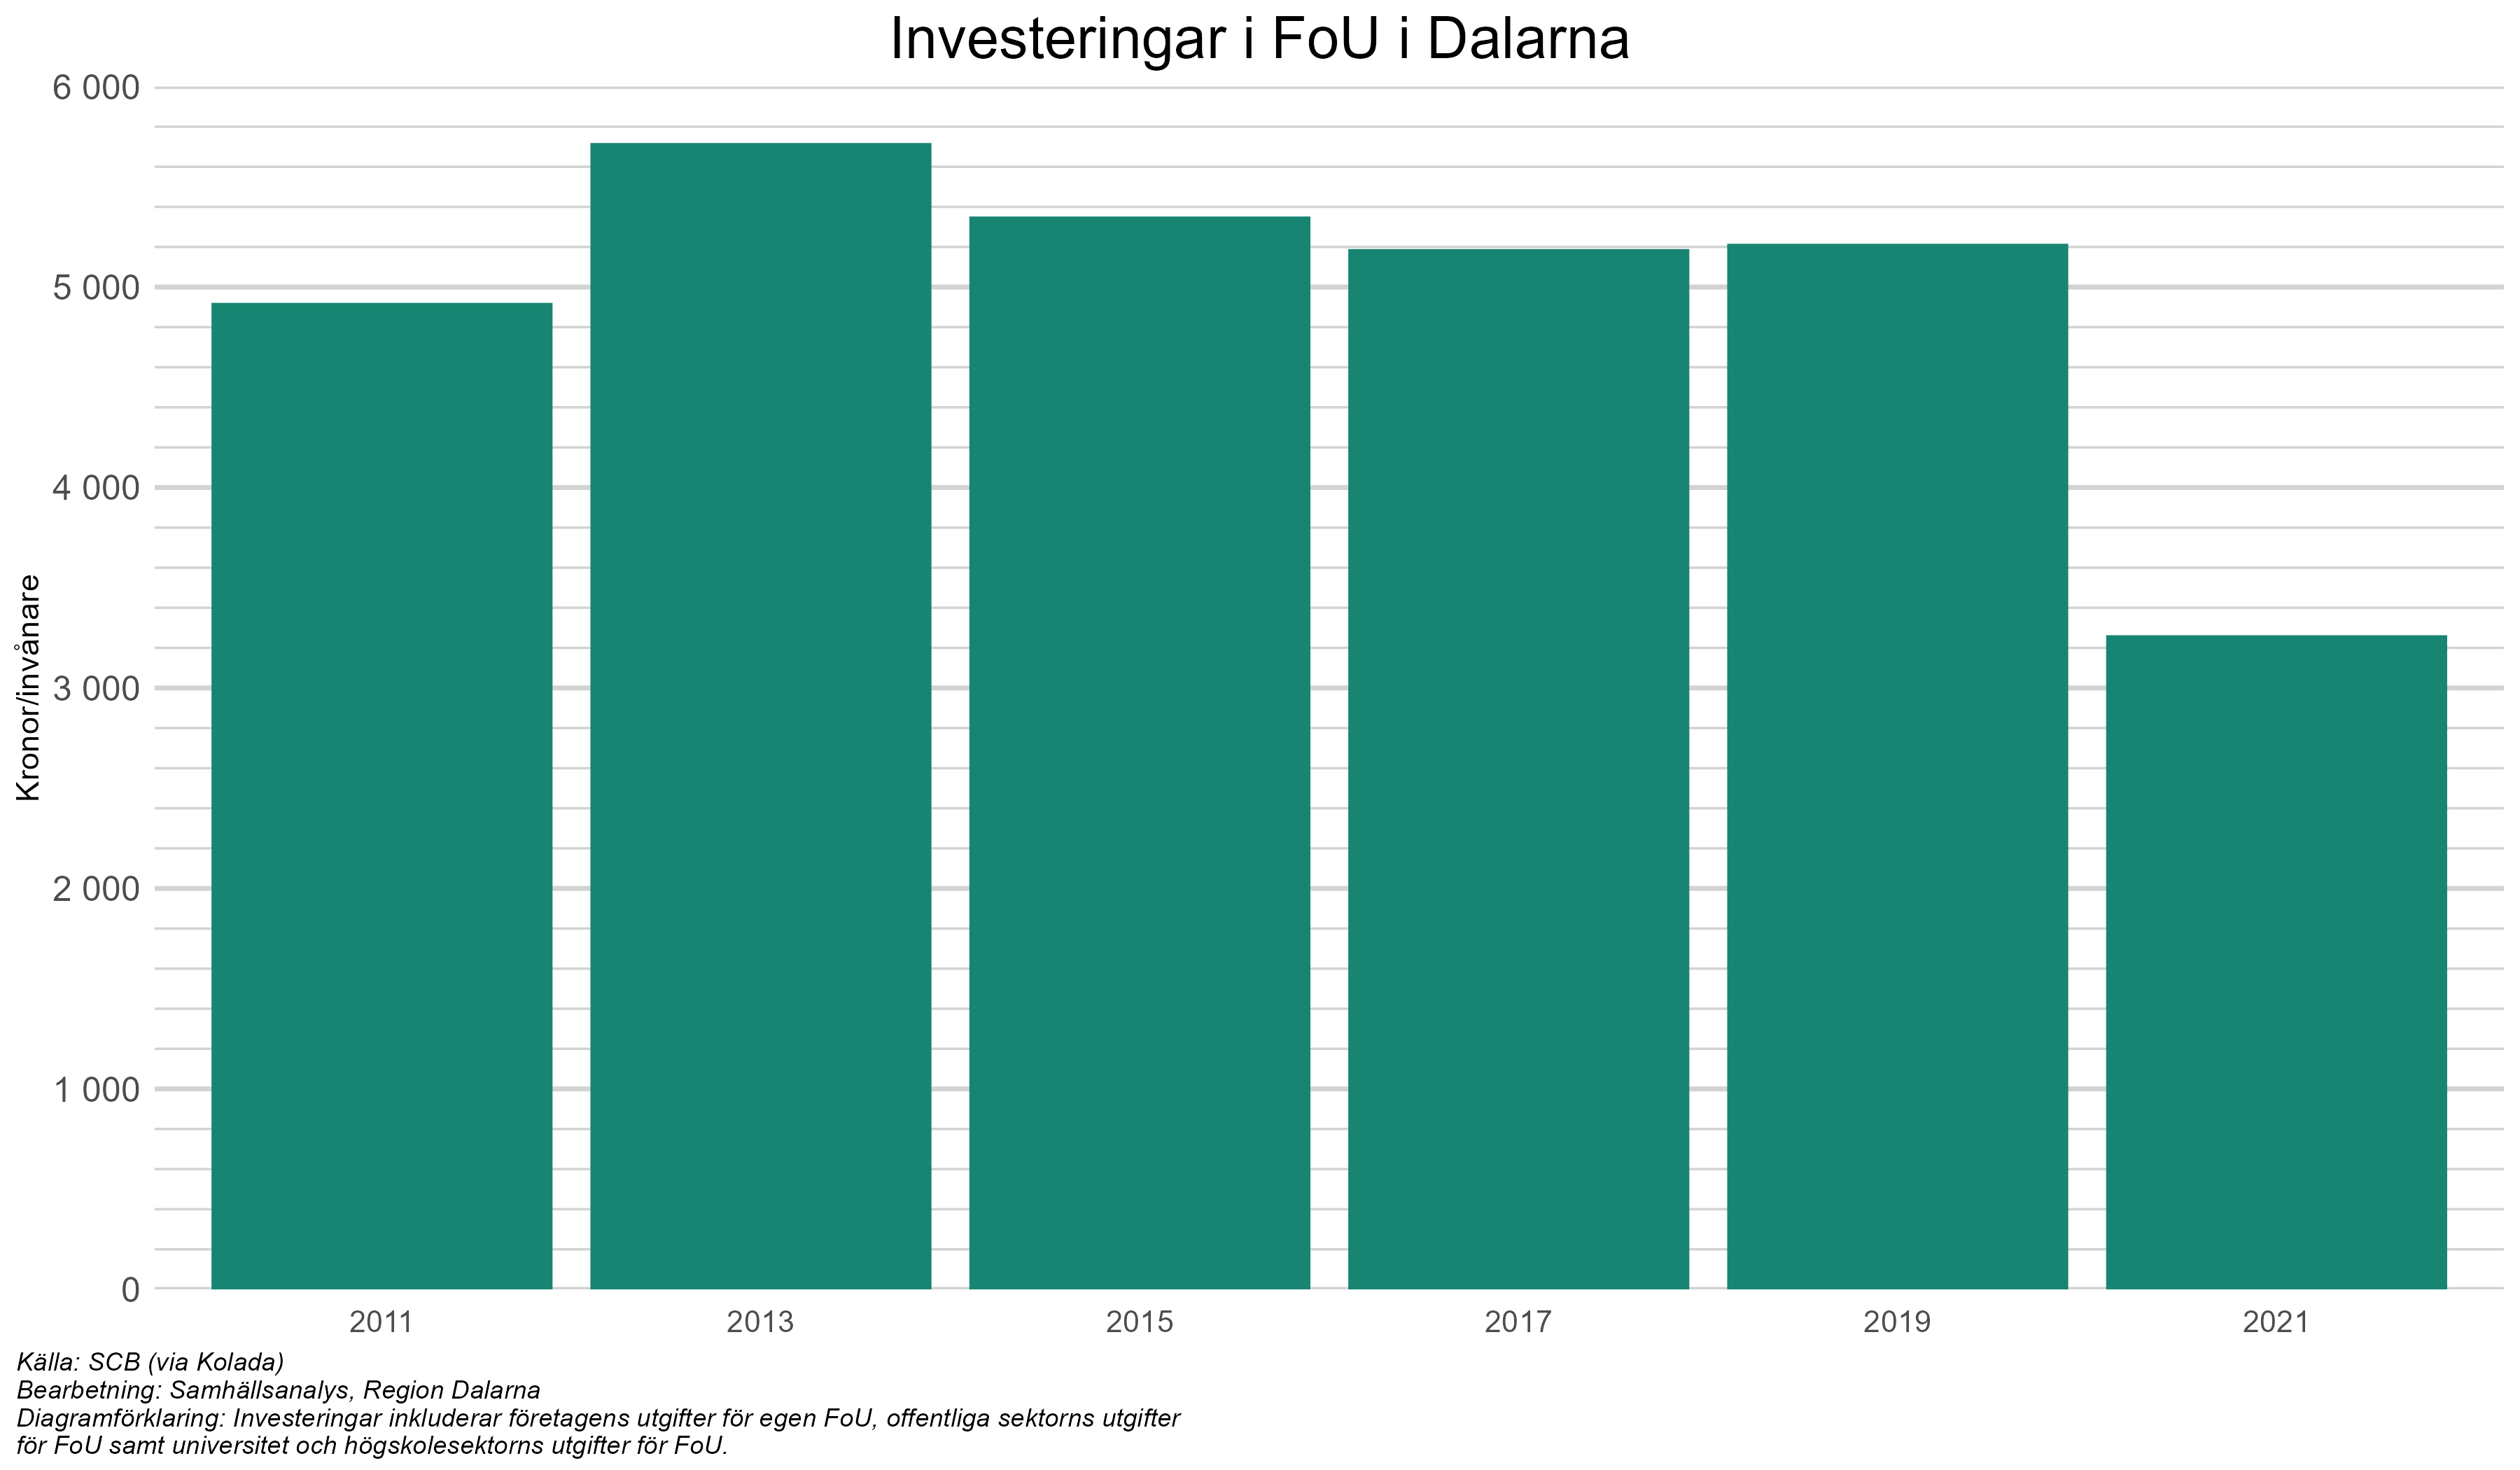 Investeringar i FoU i Dalarna
6 000
5 000
4 000
3 000
2 000
1 000
0
Kronor/invånare
2011 2013 2015 2017 2019 2021
Källa: SCB (via Kolada)
Bearbetning: Samhällsanalys, Region Dalarna
Diagramförklaring: Investeringar inkluderar företagens utgifter för egen FoU, offentliga sektorns utgifter
för FoU samt universitet och högskolesektorns utgifter för FoU.